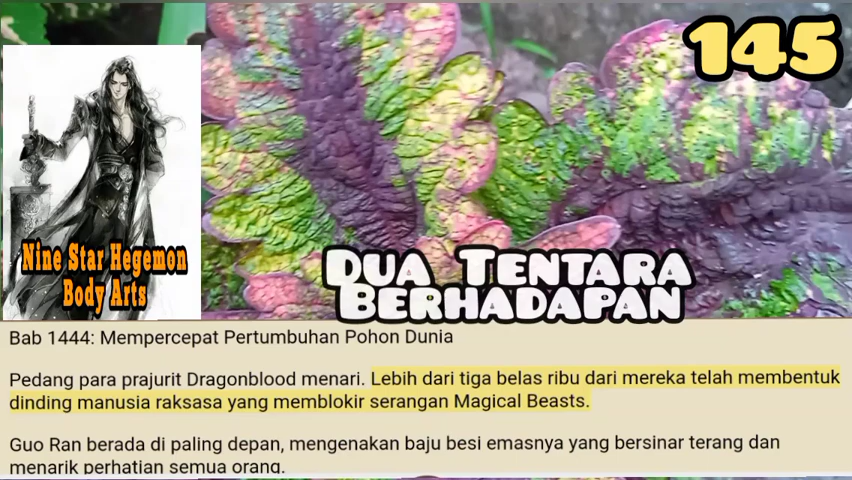 145
Nine Star Hegemon
Body Arts
DUA TENTARA
BERHADAPAN
Bab 1444: Mempercepat Pertumbuhan Pohon Dunia
Pedang para prajurit Dragonblood menari. Lebih dari tiga belas ribu dari mereka telah membentuk
dinding manusia raksasa yang memblokir serangan Magical Beasts.
Guo Ran berada di paling depan, mengenakan baju besi emasnya yang bersinar terang dan
menarik perhatian semua orang.